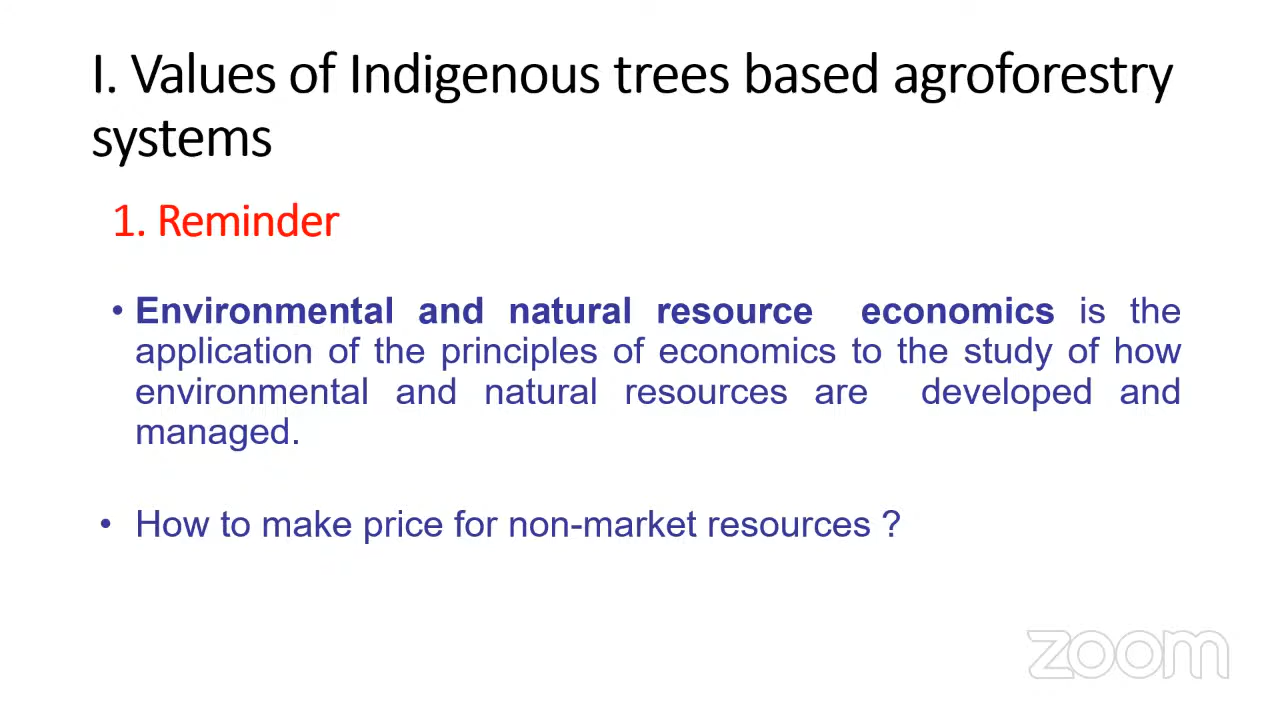 I. Values of Indigenous trees based agroforestry
systems
1. Reminder
• Environmental and natural resource economics is the
application of the principles of economics to the study of how
environmental and natural resources are developed and
managed.
• How to make price for non-market resources ?
zoom